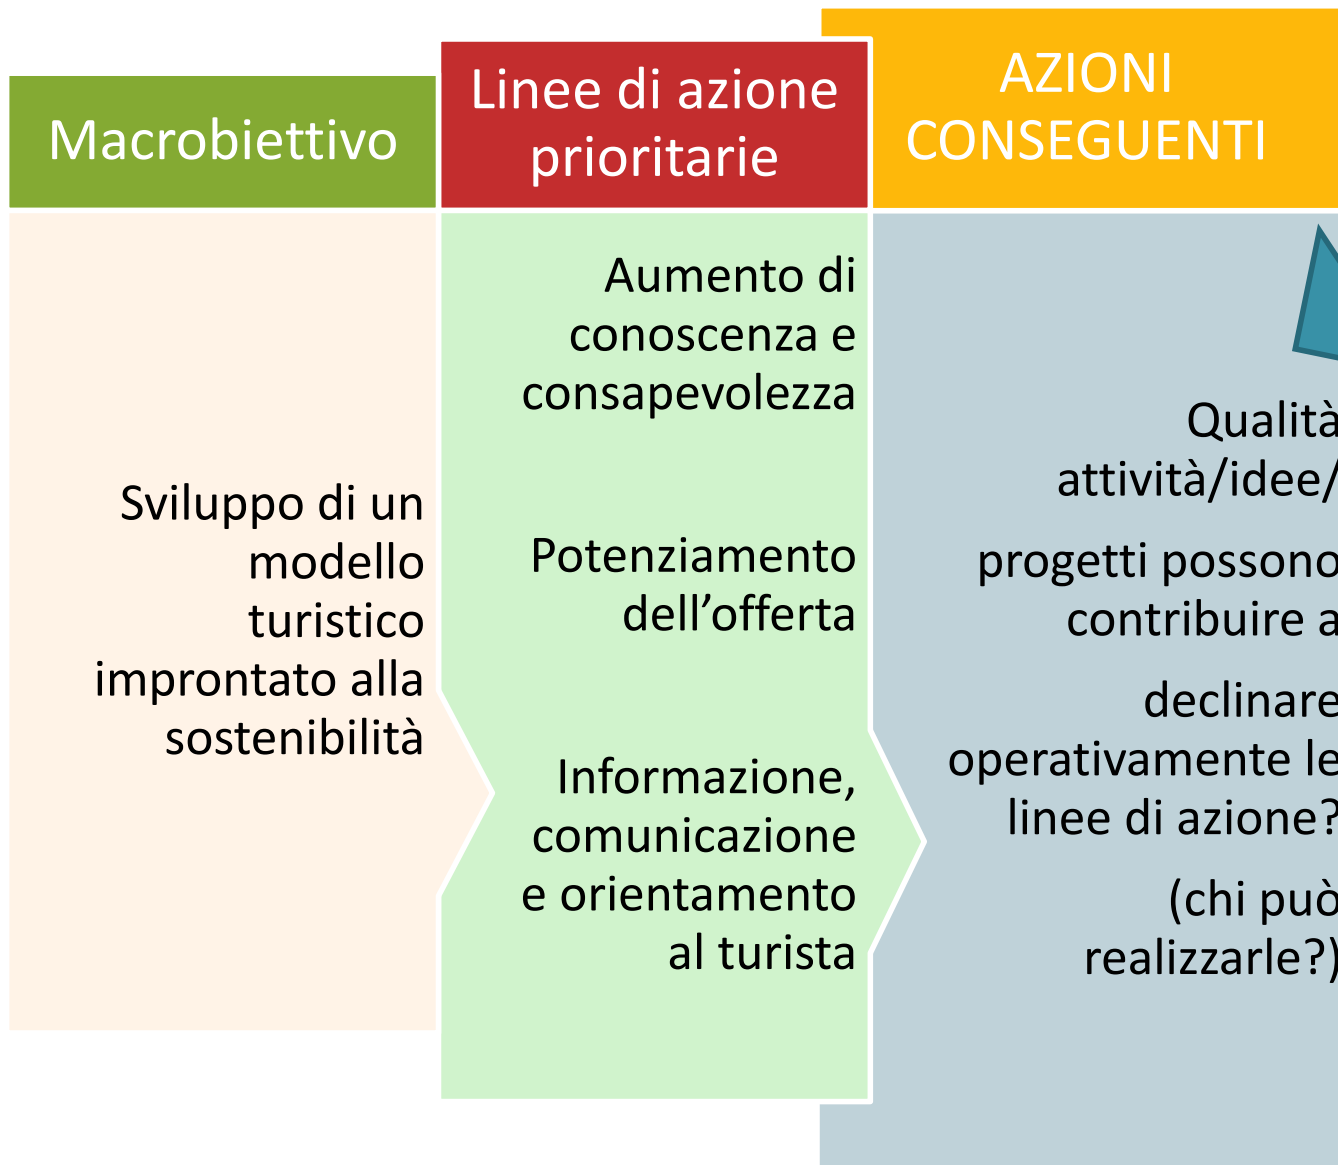 Macrobiettivo
Sviluppo di un
modello
turistico
improntato alla
sostenibilità
Linee di azione
prioritarie
Aumento di
conoscenza e
consapevolezza
Potenziamento
dell’offerta
Informazione,
comunicazione
e orientamento
al turista
AZIONI
CONSEGUENTI
Qualità
attività/idee/
progetti possono
contribuire a
declinare
operativamente le
linee di azione?
(chi può
realizzarle?)